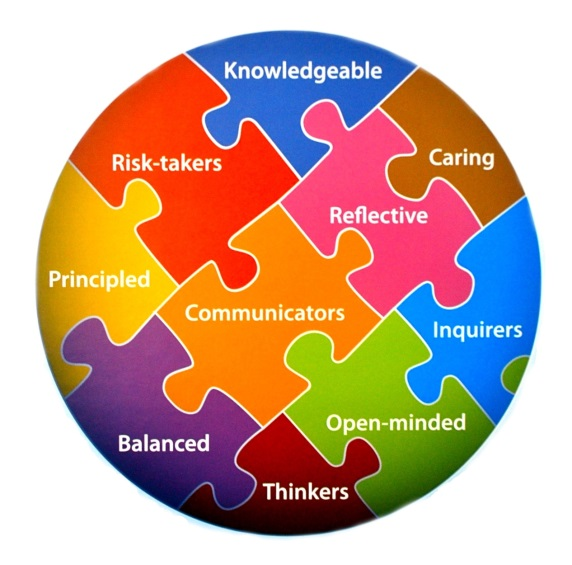 Knowledgeable
Risk-takers
Caring
Reflective
Principled
Communicators
Inquirers
Open-minded
Balanced
Thinkers